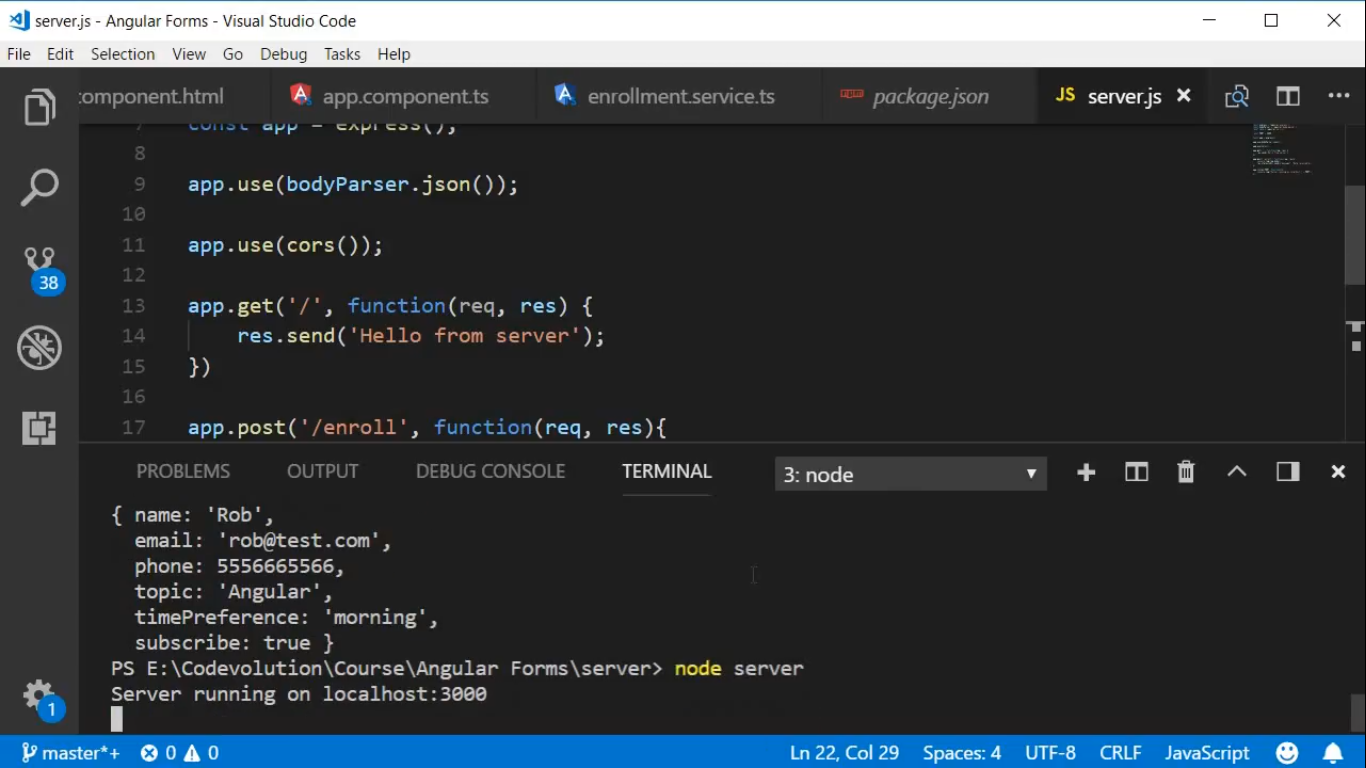 server.js - Angular Forms - Visual Studio Code
File Edit Selection View Go Debug Tasks Help
component.html app.component.ts enrollment.service.ts package.json JS server.js
7 const app = express();
8
9 app.use(bodyParser.json());
10
11 app.use(cors());
12
13 app.get('/', function(req, res) {
14 res.send('Hello from server');
15 })
16
17 app.post('/enroll', function(req, res){
38
PROBLEMS OUTPUT DEBUG CONSOLE TERMINAL 3: node
{ name: 'Rob',
email: 'rob@test.com',
phone: 5556665566,
topic: 'Angular',
timePreference: 'morning',
subscribe: true }
PS E:\Codevolution\Course\Angular Forms\server> node server
Server running on localhost:3000
1
master*+ 0 0 Ln 22, Col 29 Spaces: 4 UTF-8 CRLF JavaScript